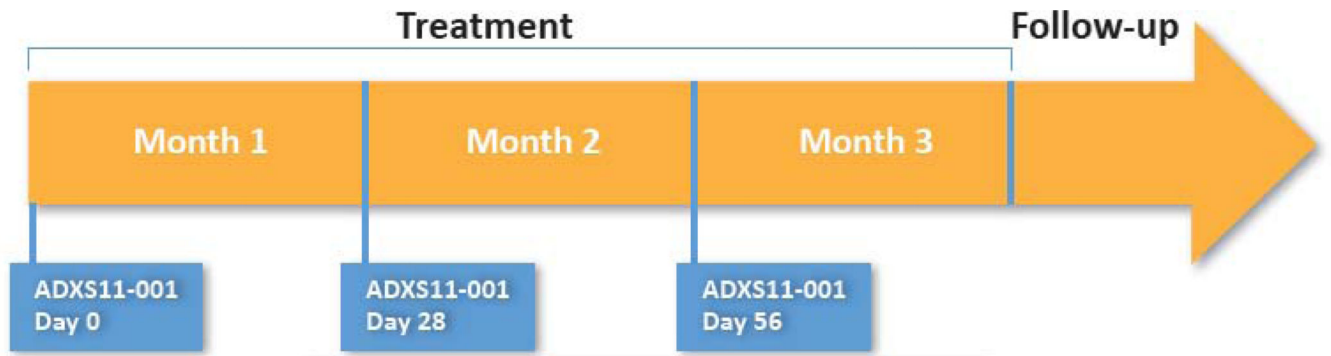 Treatment
Follow-up
Month 1
Month 2
Month 3
ADXS11-001
Day 0
ADXS11-001
Day 28
ADXS11-001
Day 56